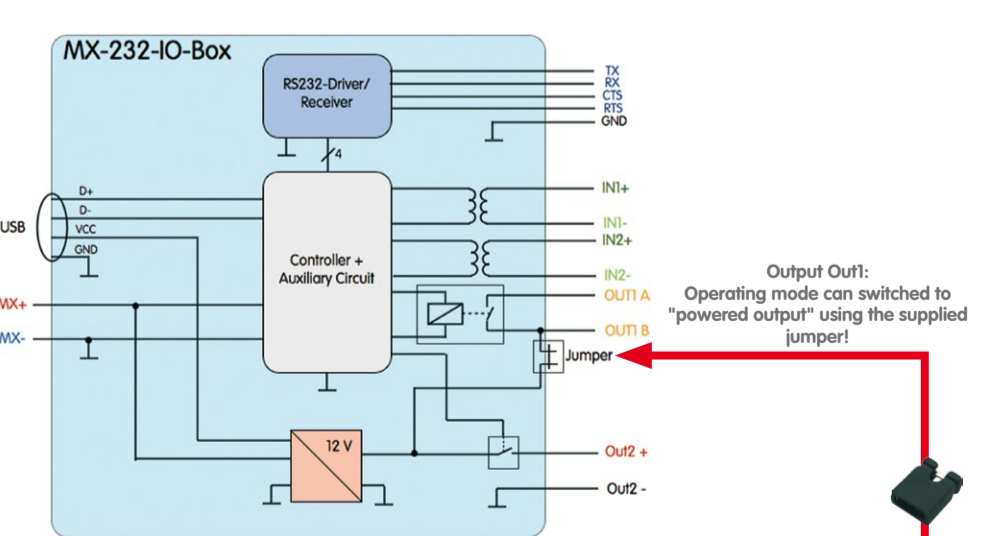 MX-232-IO-Box
RS232-Driver/
Receiver
TX
RX
CTS
RTS
GND
4
D+
D-
USB
VCC
GND
IN1+
IN1-
IN2+
IN2-
Controller +
Auxiliary Circuit
MX+
MX-
OUT1 A
OUT1 B
Jumper
Output Out1:
Operating mode can switched to
"powered output" using the supplied
jumper!
12 V
Out2 +
Out2 -